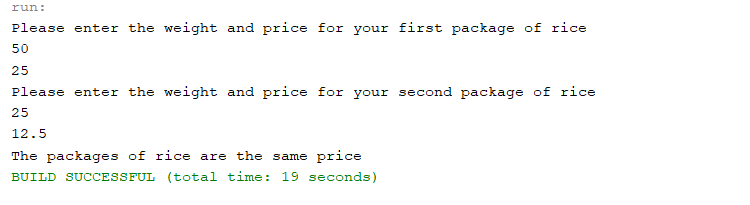 run:
Please enter the weight and price for your first package of rice
50
25
Please enter the weight and price for your second package of rice
25
12.5
The packages of rice are the same price
BUILD SUCCESSFUL (total time: 19 seconds)